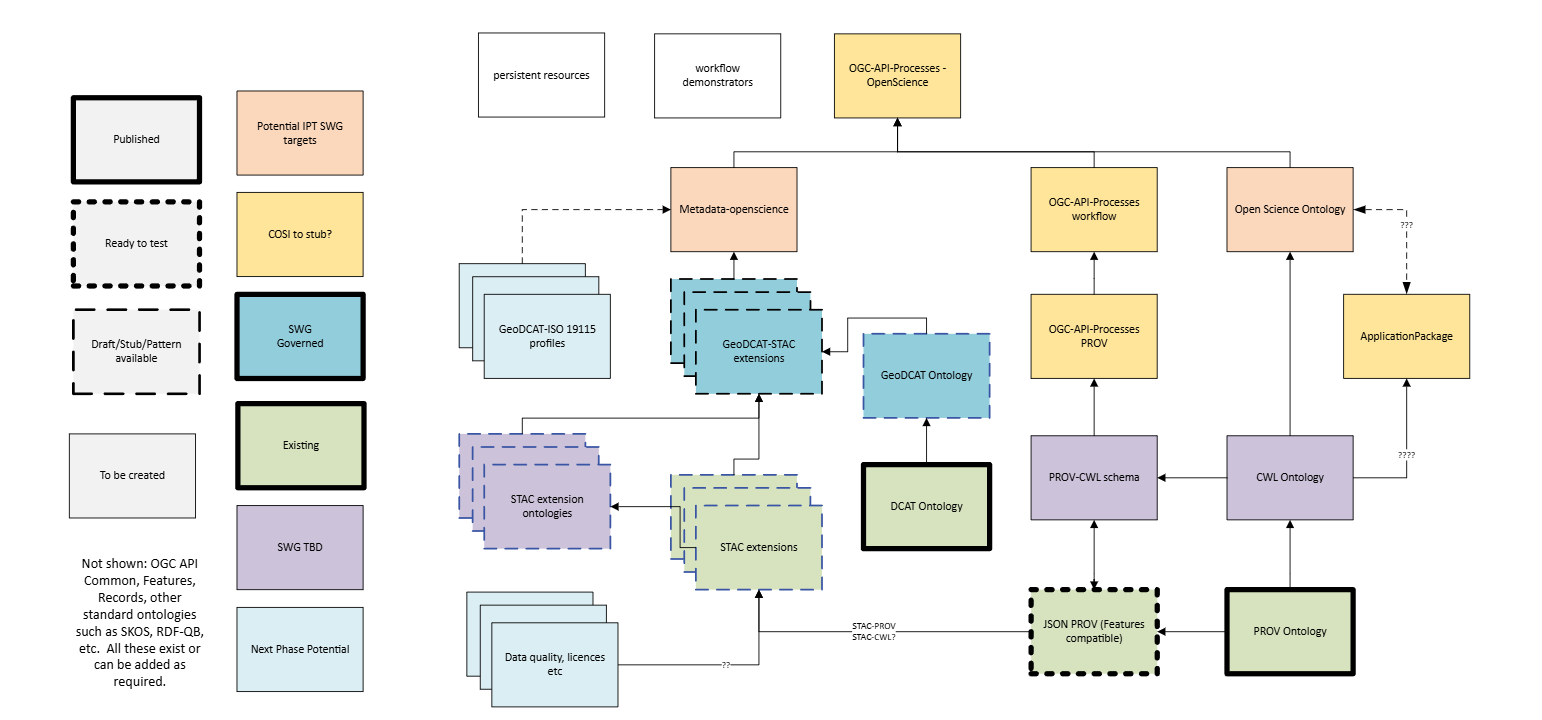 persistent resources
workflow
demonstrators
OGC-API-Processes -
OpenScience
Published
Potential IPT SWG
targets
Ready to test
COSI to stub?
Metadata-openscience
OGC-API-Processes
workflow
Open Science Ontology
???
Draft/Stub/Pattern
available
SWG
Governed
GeoDCAT-ISO 19115
profiles
GeoDCAT-STAC
extensions
GeoDCAT Ontology
OGC-API-Processes
PROV
ApplicationPackage
Existing
To be created
STAC extension
ontologies
STAC extensions
DCAT Ontology
PROV-CWL schema
CWL Ontology
????
SWG TBD
Not shown: OGC API
Common, Features,
Records, other
standard ontologies
such as SKOS, RDF-QB,
etc.  All these exist or
can be added as
required.
Next Phase Potential
Data quality, licences
etc
??
STAC-PROV
STAC-CWL?
JSON PROV (Features
compatible)
PROV Ontology